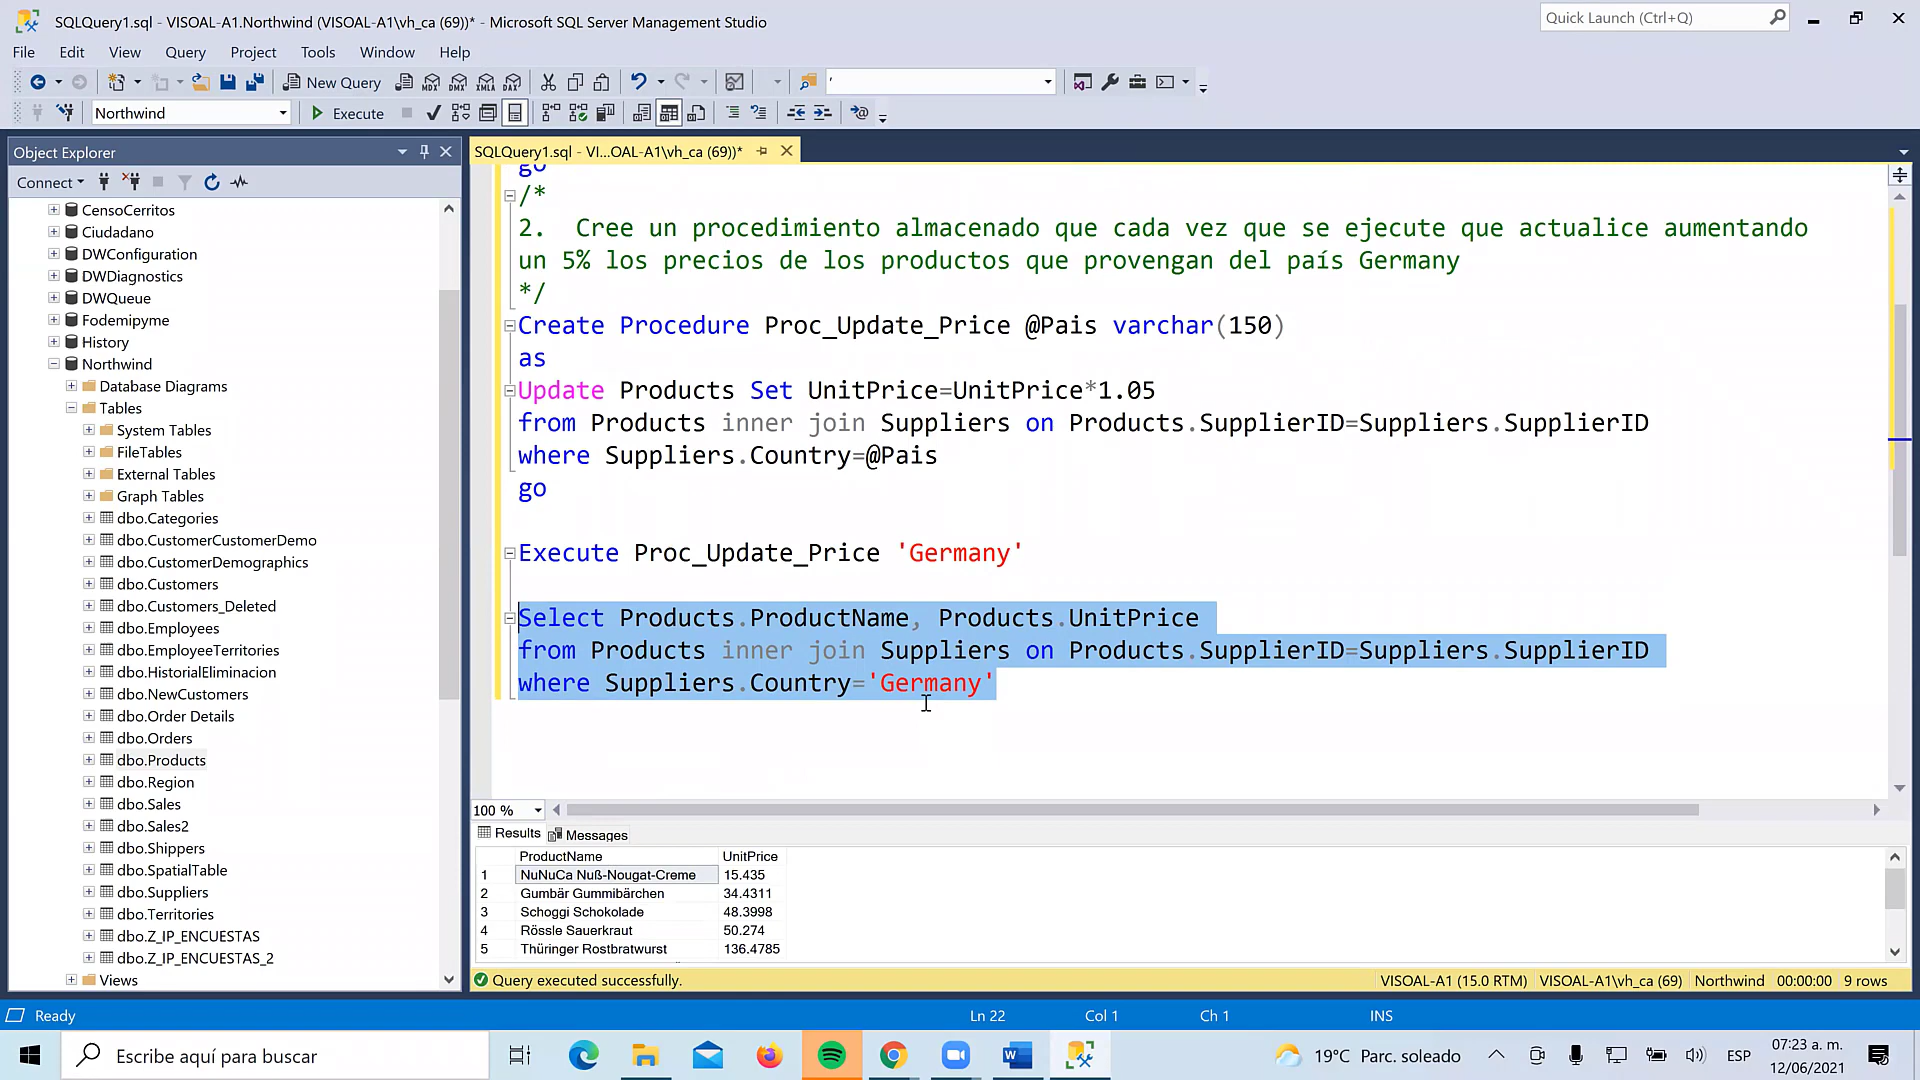 SQLQuery1.sql - VISOAL-A1.Northwind (VISOAL-A1\vh_ca (69))* - Microsoft SQL Server Management Studio
Quick Launch (Ctrl+Q)
File Edit View Query Project Tools Window Help
New Query
MDX DMX XMLA DAX
'
Northwind
Execute
Object Explorer
Connect
CensoCerritos
Ciudadano
DWConfiguration
DWDiagnostics
DWQueue
Fodemipyme
History
Northwind
Database Diagrams
Tables
System Tables
FileTables
External Tables
Graph Tables
dbo.Categories
dbo.CustomerCustomerDemo
dbo.CustomerDemographics
dbo.Customers
dbo.Customers_Deleted
dbo.Employees
dbo.EmployeeTerritories
dbo.HistorialEliminacion
dbo.NewCustomers
dbo.Order Details
dbo.Orders
dbo.Products
dbo.Region
dbo.Sales
dbo.Sales2
dbo.Shippers
dbo.SpatialTable
dbo.Suppliers
dbo.Territories
dbo.Z_IP_ENCUESTAS
dbo.Z_IP_ENCUESTAS_2
Views
SQLQuery1.sql - VI...OAL-A1\vh_ca (69))*
go
/*
2. Cree un procedimiento almacenado que cada vez que se ejecute que actualice aumentando
un 5% los precios de los productos que provengan del país Germany
*/
Create Procedure Proc_Update_Price @Pais varchar(150)
as
Update Products Set UnitPrice=UnitPrice*1.05
from Products inner join Suppliers on Products.SupplierID=Suppliers.SupplierID
where Suppliers.Country=@Pais
go
Execute Proc_Update_Price 'Germany'
Select Products.ProductName, Products.UnitPrice
from Products inner join Suppliers on Products.SupplierID=Suppliers.SupplierID
where Suppliers.Country='Germany'
100 %
Results Messages
ProductName UnitPrice
1 NuNuCa Nuß-Nougat-Creme 15.435
2 Gumbär Gummibärchen 34.4311
3 Schoggi Schokolade 48.3998
4 Rössle Sauerkraut 50.274
5 Thüringer Rostbratwurst 136.4785
Query executed successfully.
VISOAL-A1 (15.0 RTM) VISOAL-A1\vh_ca (69) Northwind 00:00:00 9 rows
Ready
Ln 22 Col 1 Ch 1 INS
Escribe aquí para buscar
19°C Parc. soleado
ESP
07:23 a. m.
12/06/2021